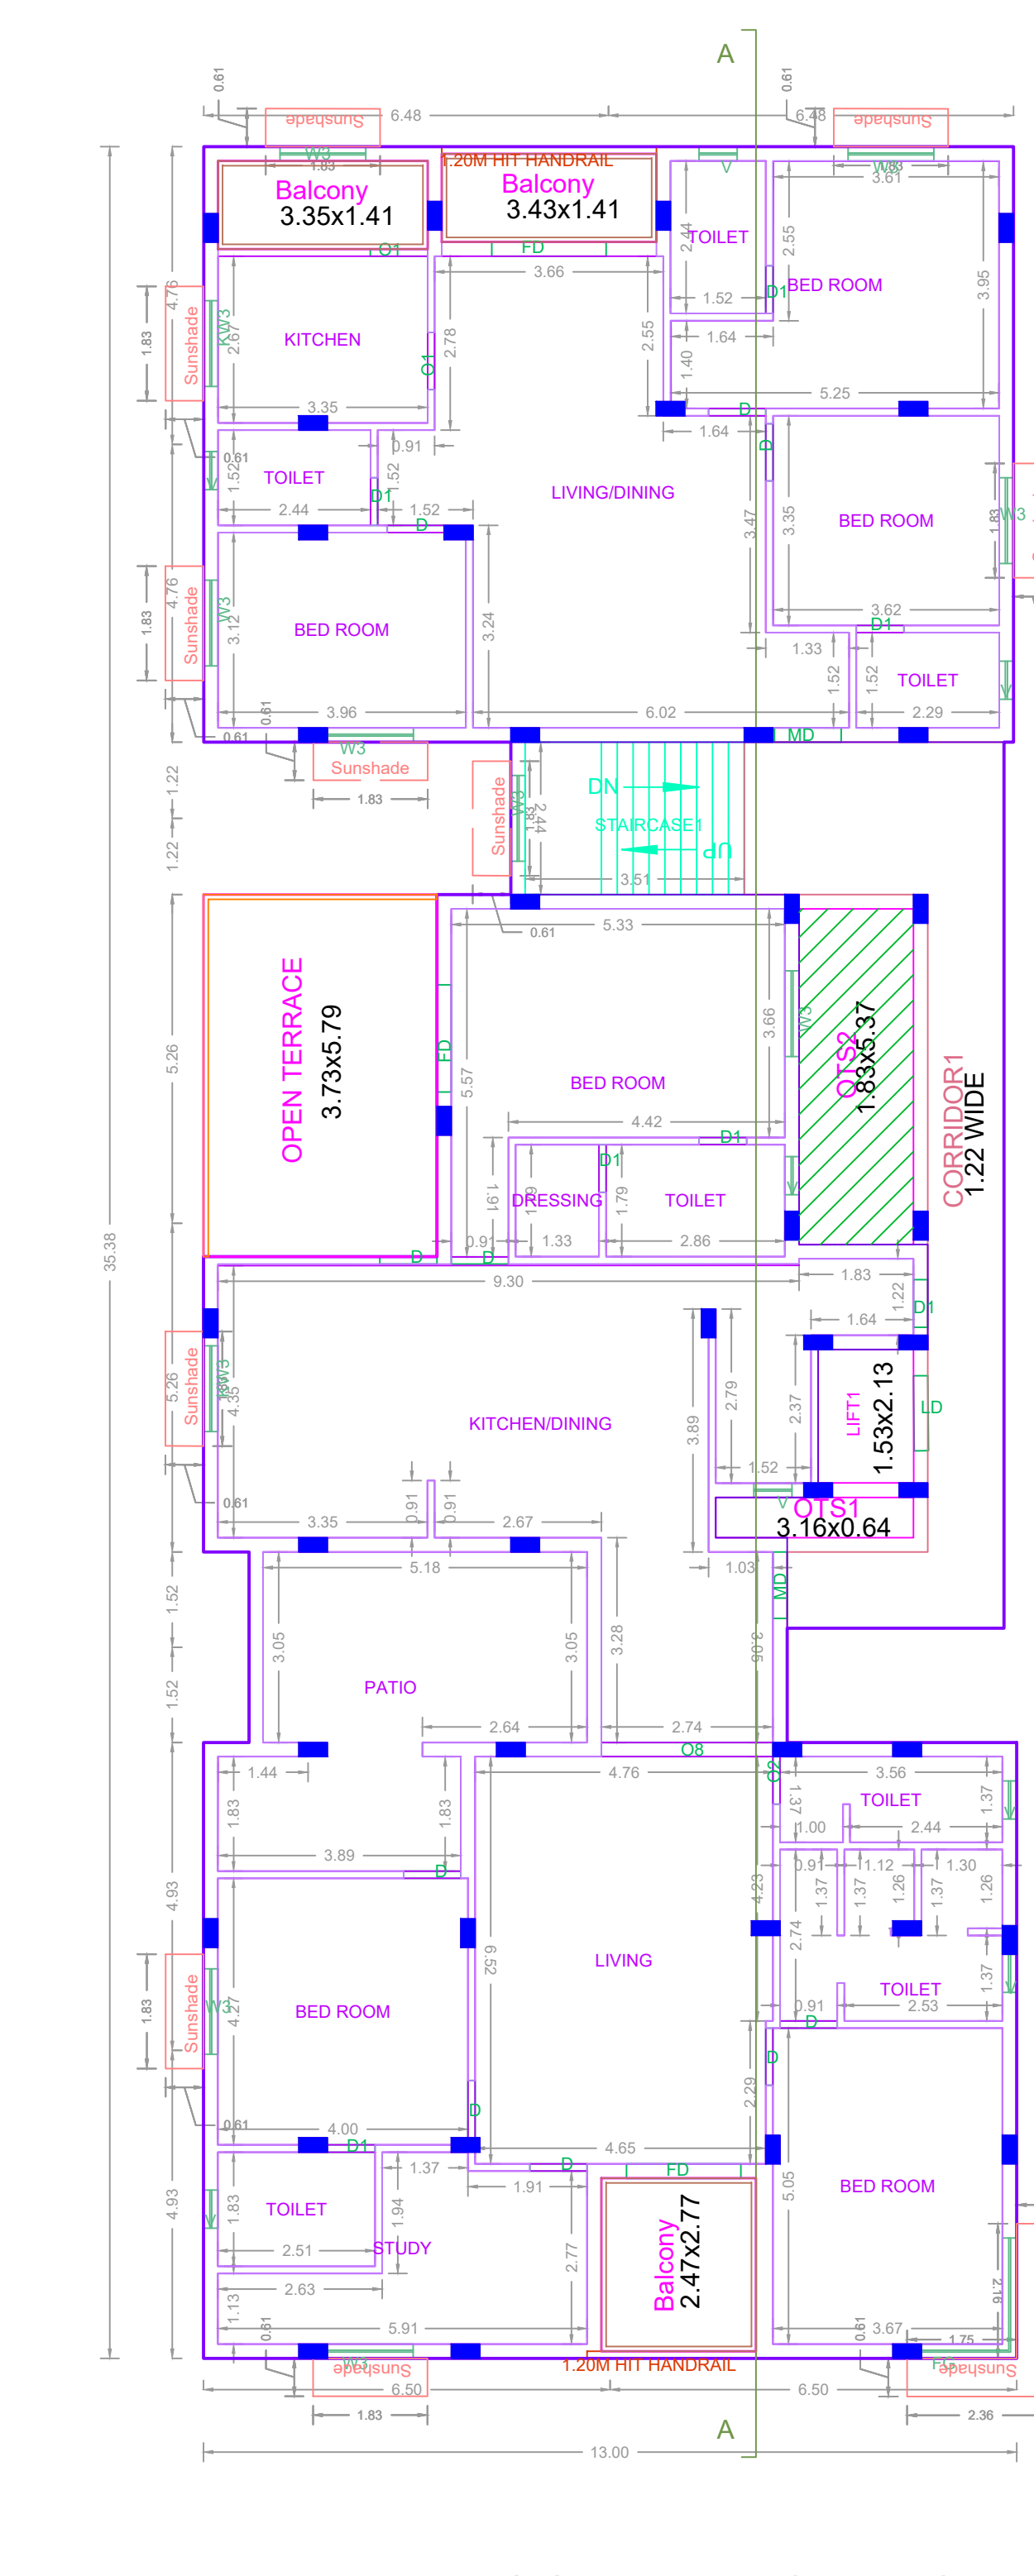 A
0.61
0.61
6.48
6.48
Sunshade
Sunshade
W3
1.83
1.20M HIT HANDRAIL
V
1.83
3.61
Balcony
3.35x1.41
Balcony
3.43x1.41
TOILET
2.44
2.55
3.95
O1
FD
3.66
1.52
D1
BED ROOM
4.76
1.83
Sunshade
KW3
2.67
KITCHEN
O1
2.78
2.55
1.64
1.40
5.25
3.35
D
1.64
D
0.91
0.61
1.52
TOILET
1.52
2.44
D1
1.52
D
V
LIVING/DINING
3.47
3.35
BED ROOM
1.83
W3
4.76
1.83
Sunshade
W3
3.12
BED ROOM
3.24
3.62
D1
1.33
1.52
1.52
TOILET
V
3.96
6.02
2.29
0.61
0.61
W3
MD
Sunshade
1.83
1.22
1.22
Sunshade
1.83
2.44
DN
STAIRCASE1
UP
3.51
0.61
5.33
OPEN TERRACE
3.73x5.79
5.26
FD
5.57
3.66
W3
BED ROOM
OTS2
1.83x5.37
CORRIDOR1
1.22 WIDE
4.42
D1
D1
1.91
DRESSING
1.79
TOILET
V
0.91
1.33
2.86
D
D
35.38
9.30
1.83
1.22
D1
1.64
5.26
Sunshade
4.35
KITCHEN/DINING
3.89
2.79
2.37
LIFT1
1.53x2.13
LD
1.52
V
0.61
3.35
0.91
0.91
2.67
OTS1
3.16x0.64
5.18
1.03
MD
1.52
1.52
3.05
3.05
3.28
PATIO
2.64
2.74
O8
1.44
4.76
O2
3.56
1.83
1.83
1.37
TOILET
1.37
V
1.00
2.44
3.89
D
0.91
1.12
1.30
4.93
4.23
1.37
1.37
1.26
1.37
1.26
2.74
6.52
LIVING
TOILET
1.37
V
0.91
2.53
D
1.83
Sunshade
W3
4.27
BED ROOM
D
2.29
0.61
4.00
D
D1
4.65
1.37
D
FD
1.91
5.05
BED ROOM
4.93
1.83
TOILET
1.94
2.51
STUDY
2.63
2.77
Balcony
2.47x2.77
1.13
5.91
3.67
2.16
0.61
0.61
1.75
W3
Sunshade
1.20M HIT HANDRAIL
Sunshade
6.50
6.50
1.83
2.36
A
13.00